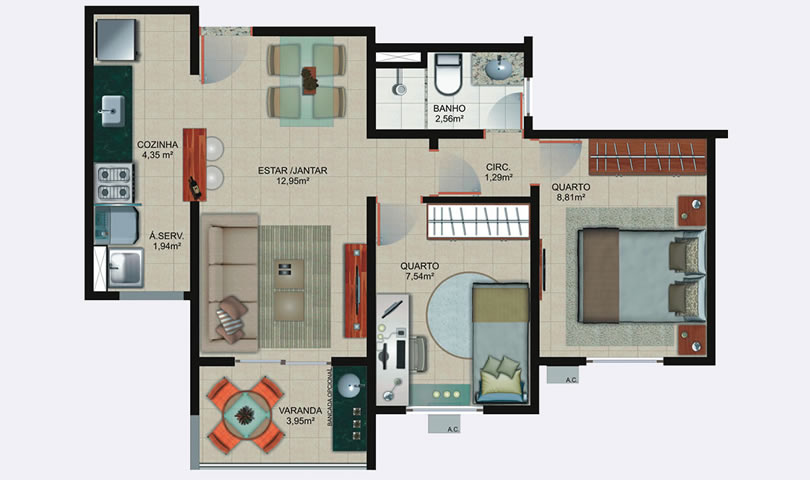 BANHO
2,56m²
COZINHA
4,35 m²
ESTAR /JANTAR
12,95m²
CIRC.
1,29m²
QUARTO
8,81m²
Á.SERV.
1,94m²
QUARTO
7,54m²
VARANDA
3,95m²
BANCADA OPCIONAL
A.C.
A.C.